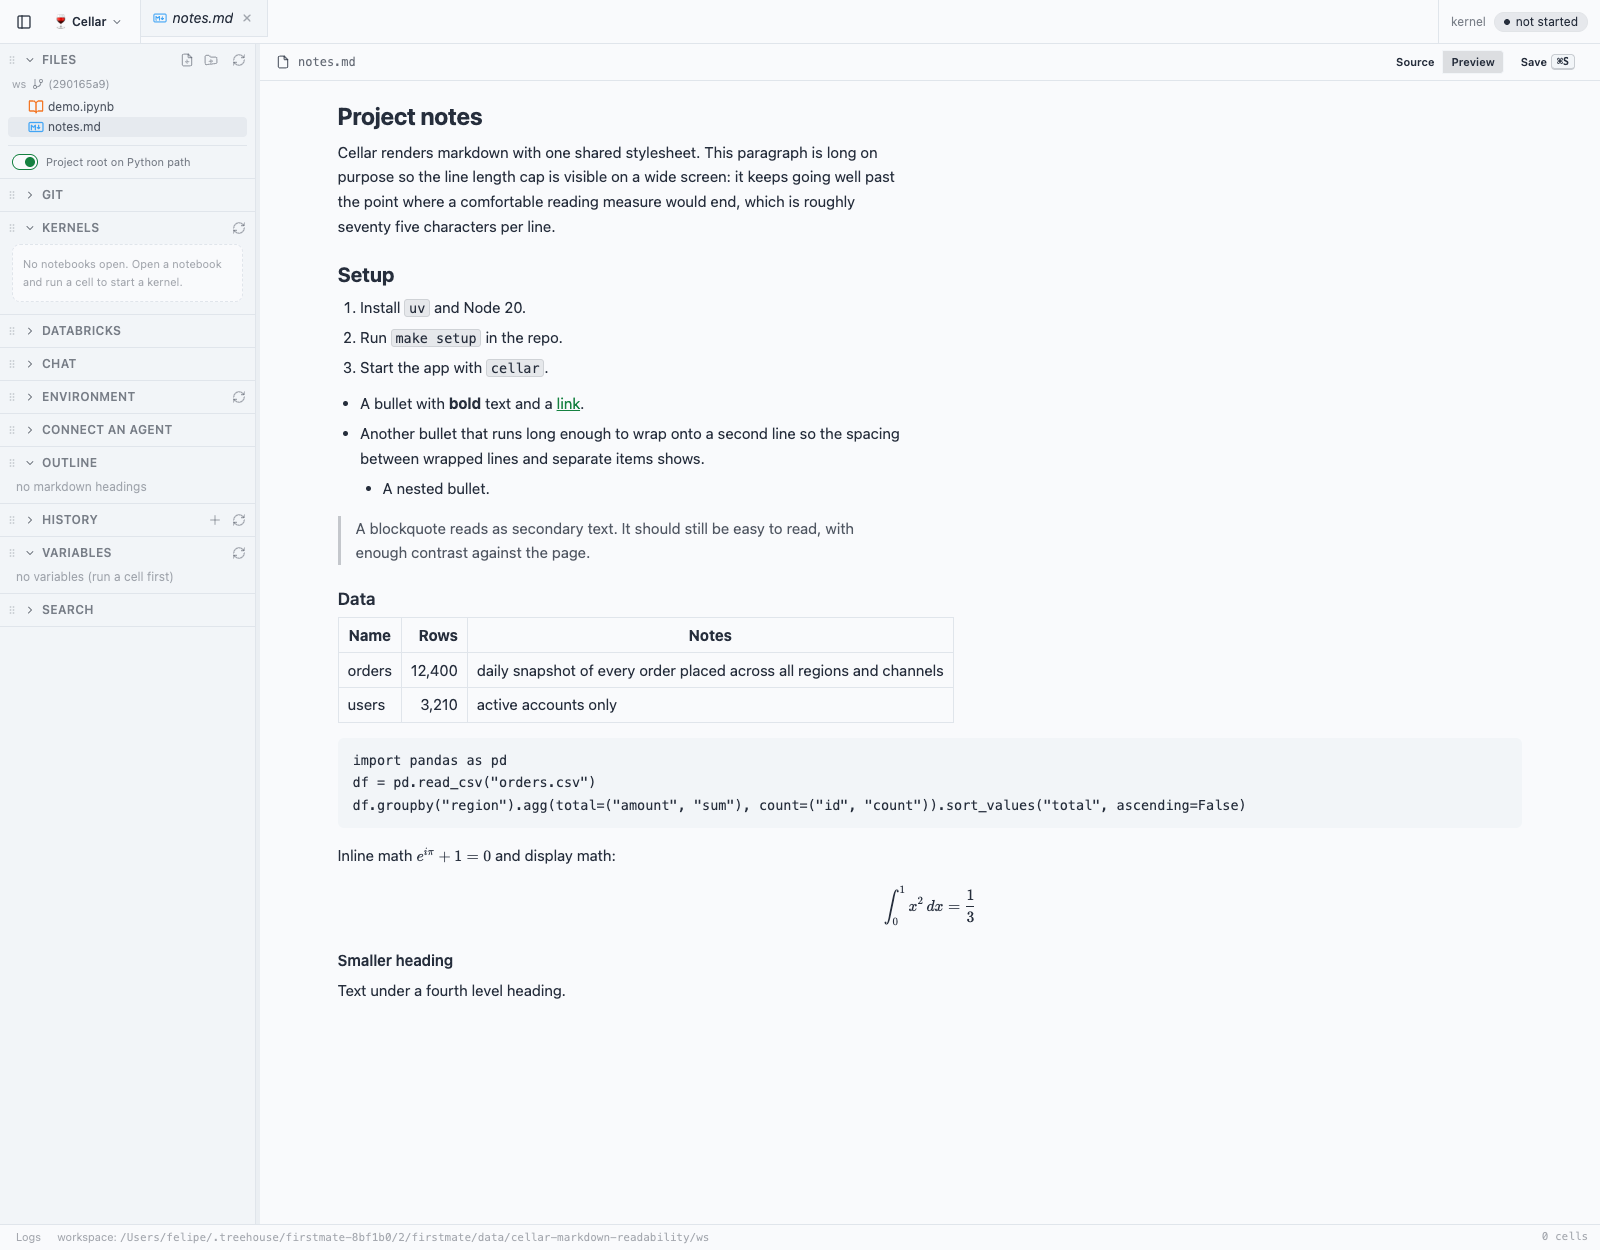 Cellar
notes.md
kernel
not started
FILES
ws (290165a9)
demo.ipynb
notes.md
Project root on Python path
GIT
KERNELS
No notebooks open. Open a notebook
and run a cell to start a kernel.
DATABRICKS
CHAT
ENVIRONMENT
CONNECT AN AGENT
OUTLINE
no markdown headings
HISTORY
VARIABLES
no variables (run a cell first)
SEARCH
notes.md
Source Preview Save ⌘S
Project notes
Cellar renders markdown with one shared stylesheet. This paragraph is long on
purpose so the line length cap is visible on a wide screen: it keeps going well past
the point where a comfortable reading measure would end, which is roughly
seventy five characters per line.
Setup
1. Install uv and Node 20.
2. Run make setup in the repo.
3. Start the app with cellar.
• A bullet with bold text and a link.
• Another bullet that runs long enough to wrap onto a second line so the spacing
between wrapped lines and separate items shows.
• A nested bullet.
A blockquote reads as secondary text. It should still be easy to read, with
enough contrast against the page.
Data
Name Rows Notes
orders 12,400 daily snapshot of every order placed across all regions and channels
users 3,210 active accounts only
import pandas as pd
df = pd.read_csv("orders.csv")
df.groupby("region").agg(total=("amount", "sum"), count=("id", "count")).sort_values("total", ascending=False)
Inline math e^{iπ} + 1 = 0 and display math:
∫₀¹ x² dx = 1/3
Smaller heading
Text under a fourth level heading.
Logs workspace: /Users/felipe/.treehouse/firstmate-8bf1b0/2/firstmate/data/cellar-markdown-readability/ws
0 cells